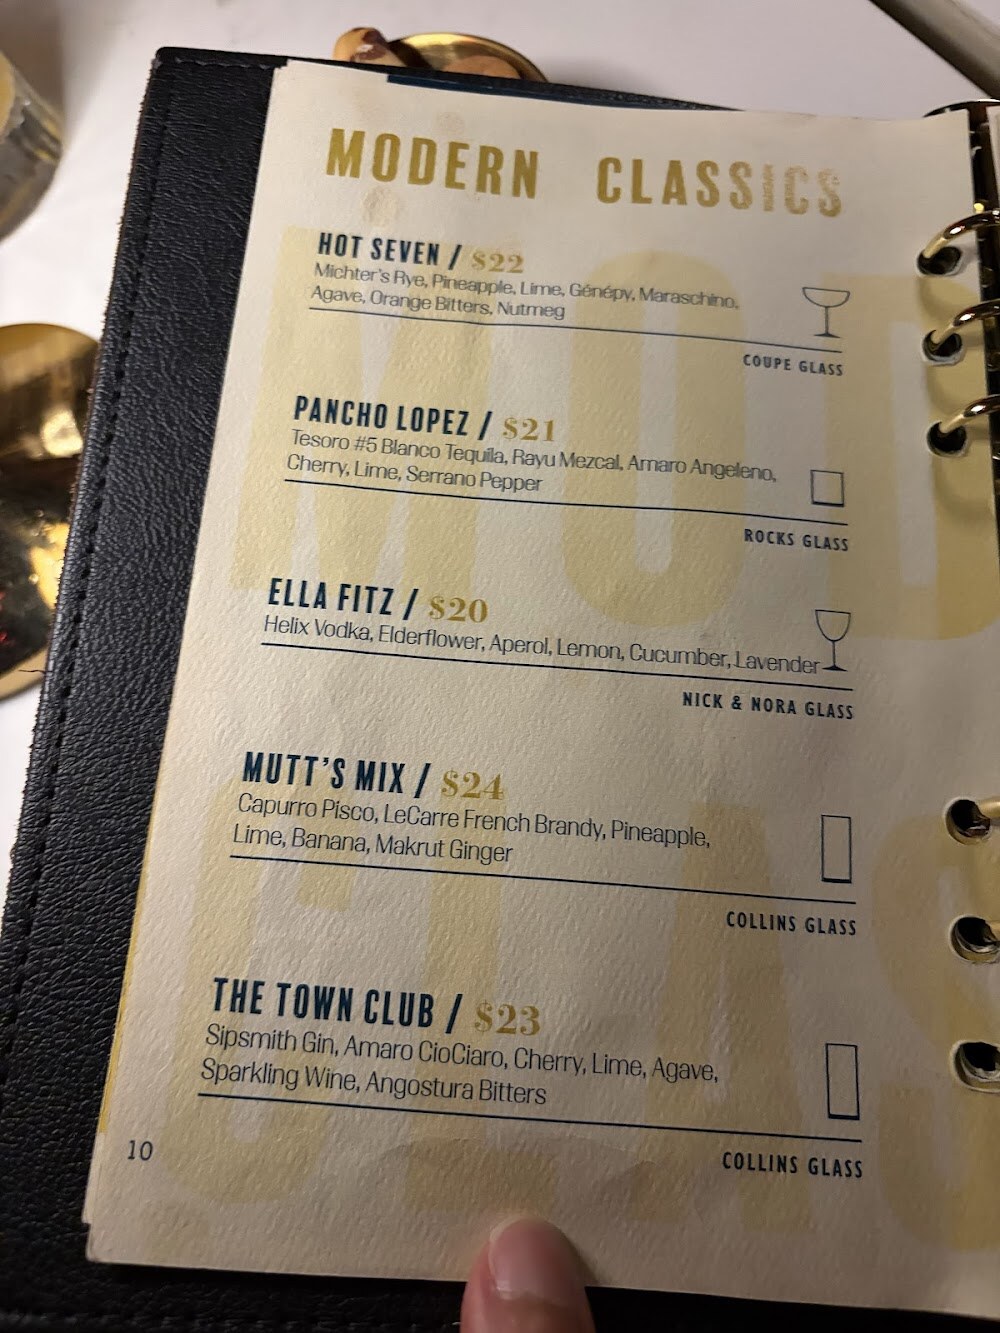 MODERN CLASSICS
HOT SEVEN / $22
Michter's Rye, Pineapple, Lime, Génépy, Maraschino,
Agave, Orange Bitters, Nutmeg
COUPE GLASS
PANCHO LOPEZ / $21
Tesoro #5 Blanco Tequila, Rayu Mezcal, Amaro Angeleno,
Cherry, Lime, Serrano Pepper
ROCKS GLASS
ELLA FITZ / $20
Helix Vodka, Elderflower, Aperol, Lemon, Cucumber, Lavender
NICK & NORA GLASS
MUTT'S MIX / $24
Capurro Pisco, LeCarre French Brandy, Pineapple,
Lime, Banana, Makrut Ginger
COLLINS GLASS
THE TOWN CLUB / $23
Sipsmith Gin, Amaro CioCiaro, Cherry, Lime, Agave,
Sparkling Wine, Angostura Bitters
COLLINS GLASS
10